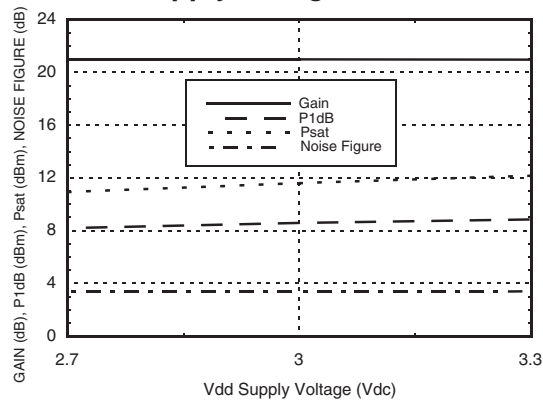 GAIN (dB), P1dB (dBm), Psat (dBm), NOISE FIGURE (dB)
24
20
16
12
8
4
0
Gain
P1dB
Psat
Noise Figure
2.7
3
3.3
Vdd Supply Voltage (Vdc)